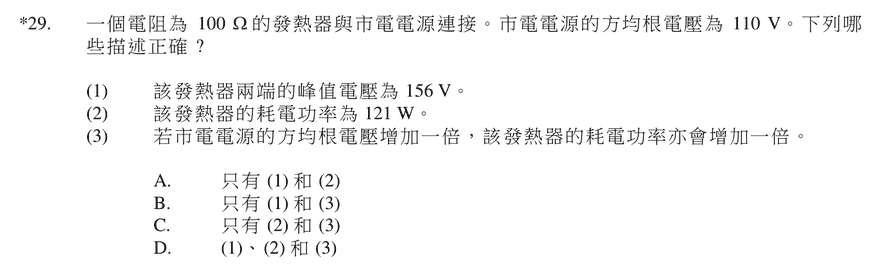 *29. 一個電阻為 100 Ω 的發熱器與市電電源連接。市電電源的方均根電壓為 110 V。下列哪
些描述正確？
(1) 該發熱器兩端的峰值電壓為 156 V。
(2) 該發熱器的耗電功率為 121 W。
(3) 若市電電源的方均根電壓增加一倍，該發熱器的耗電功率亦會增加一倍。
A. 只有 (1) 和 (2)
B. 只有 (1) 和 (3)
C. 只有 (2) 和 (3)
D. (1)、(2) 和 (3)